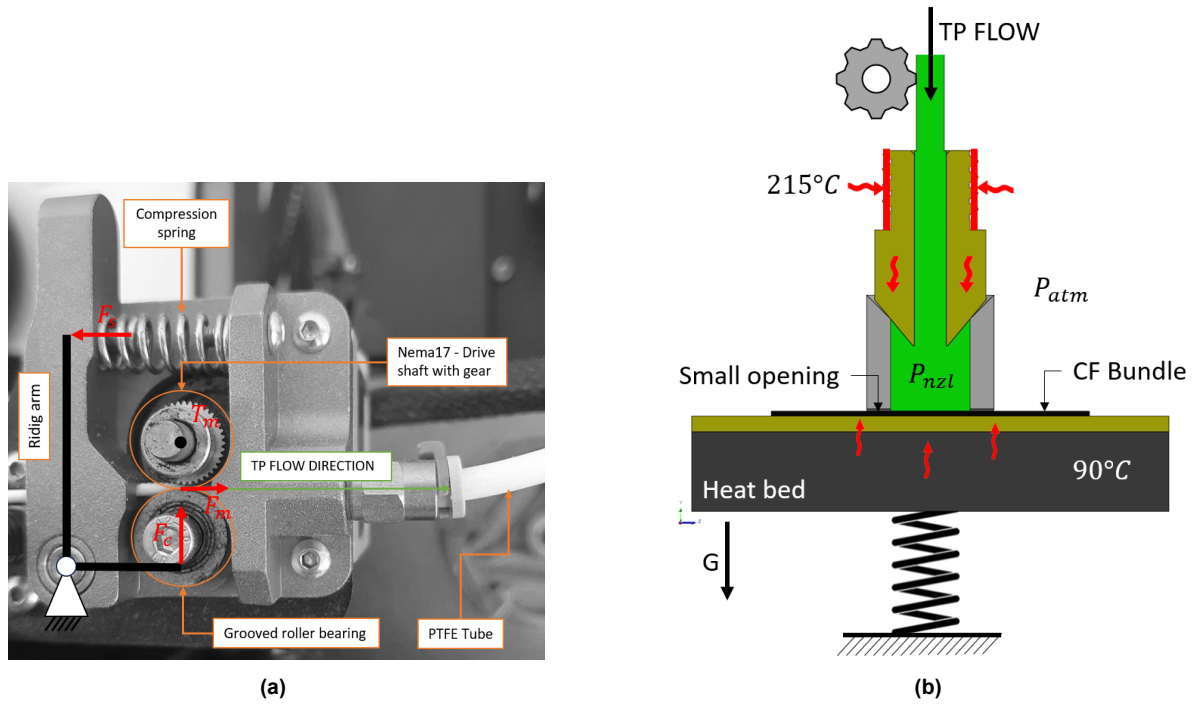 Compression
spring
F_s
Nema17 - Drive
shaft with gear
Ridig arm
T_m
TP FLOW DIRECTION
F_m
F_c
Grooved roller bearing
PTFE Tube
(a)
TP FLOW
215°C
P_atm
Small opening
P_nzl
CF Bundle
90°C
Heat bed
G
(b)